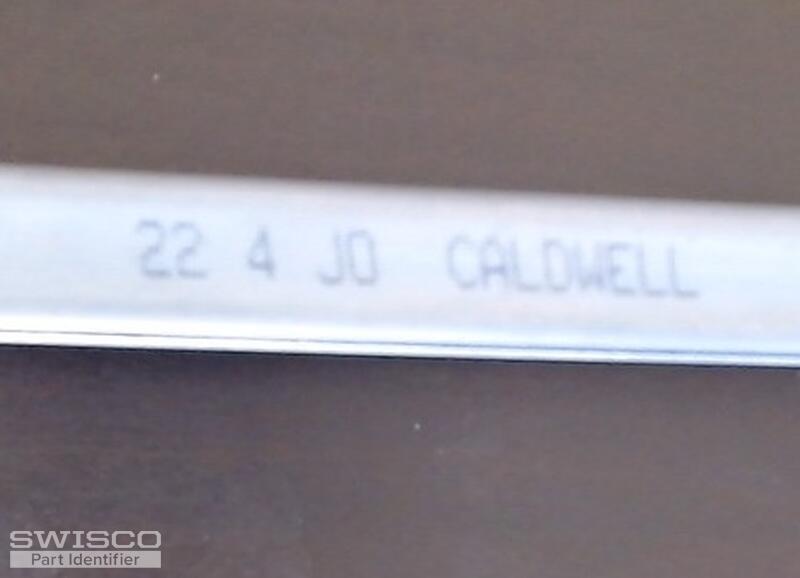 22 4 JO CALDWELL
SWISCO
Part Identifier